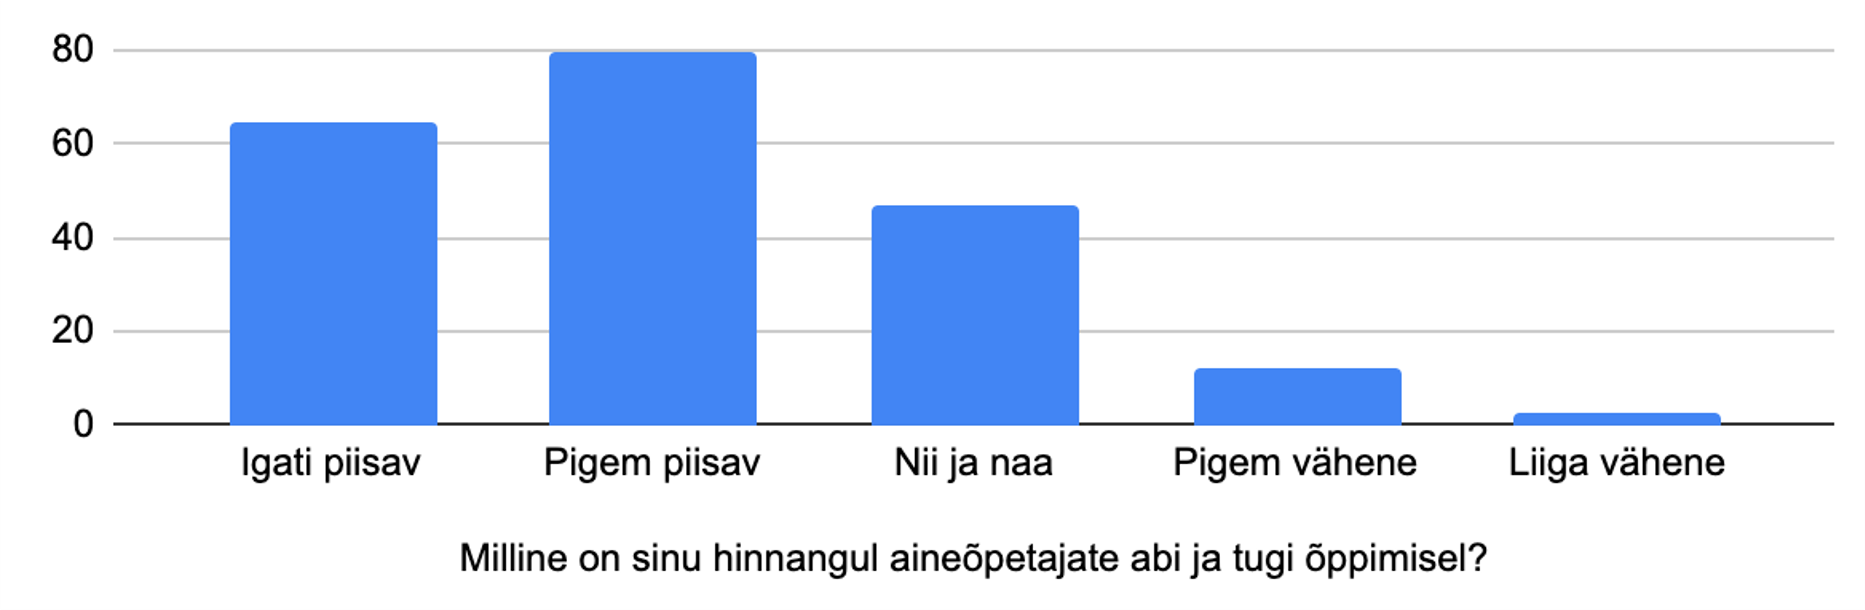 80
60
40
20
0
Igati piisav Pigem piisav Nii ja naa Pigem vähene Liiga vähene
Milline on sinu hinnangul aineõpetajate abi ja tugi õppimisel?